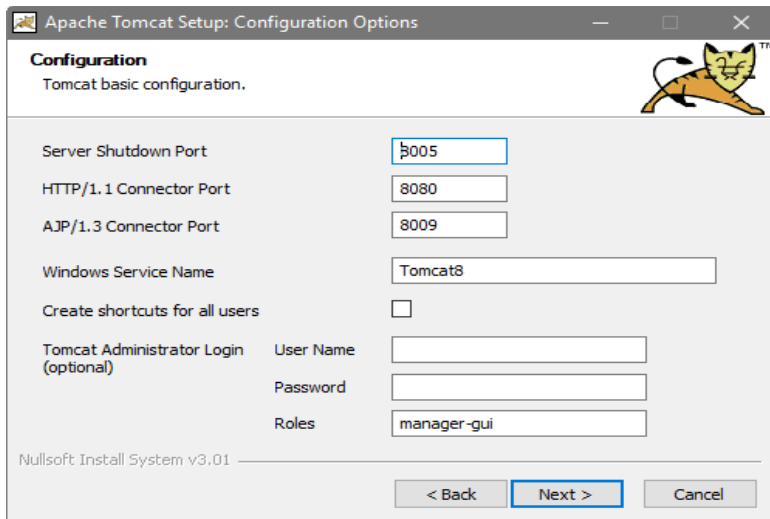 Apache Tomcat Setup: Configuration Options
Configuration
Tomcat basic configuration.
TM
Server Shutdown Port 8005
HTTP/1.1 Connector Port 8080
AJP/1.3 Connector Port 8009
Windows Service Name Tomcat8
Create shortcuts for all users
Tomcat Administrator Login (optional) User Name
Password
Roles manager-gui
Nullsoft Install System v3.01
< Back Next > Cancel